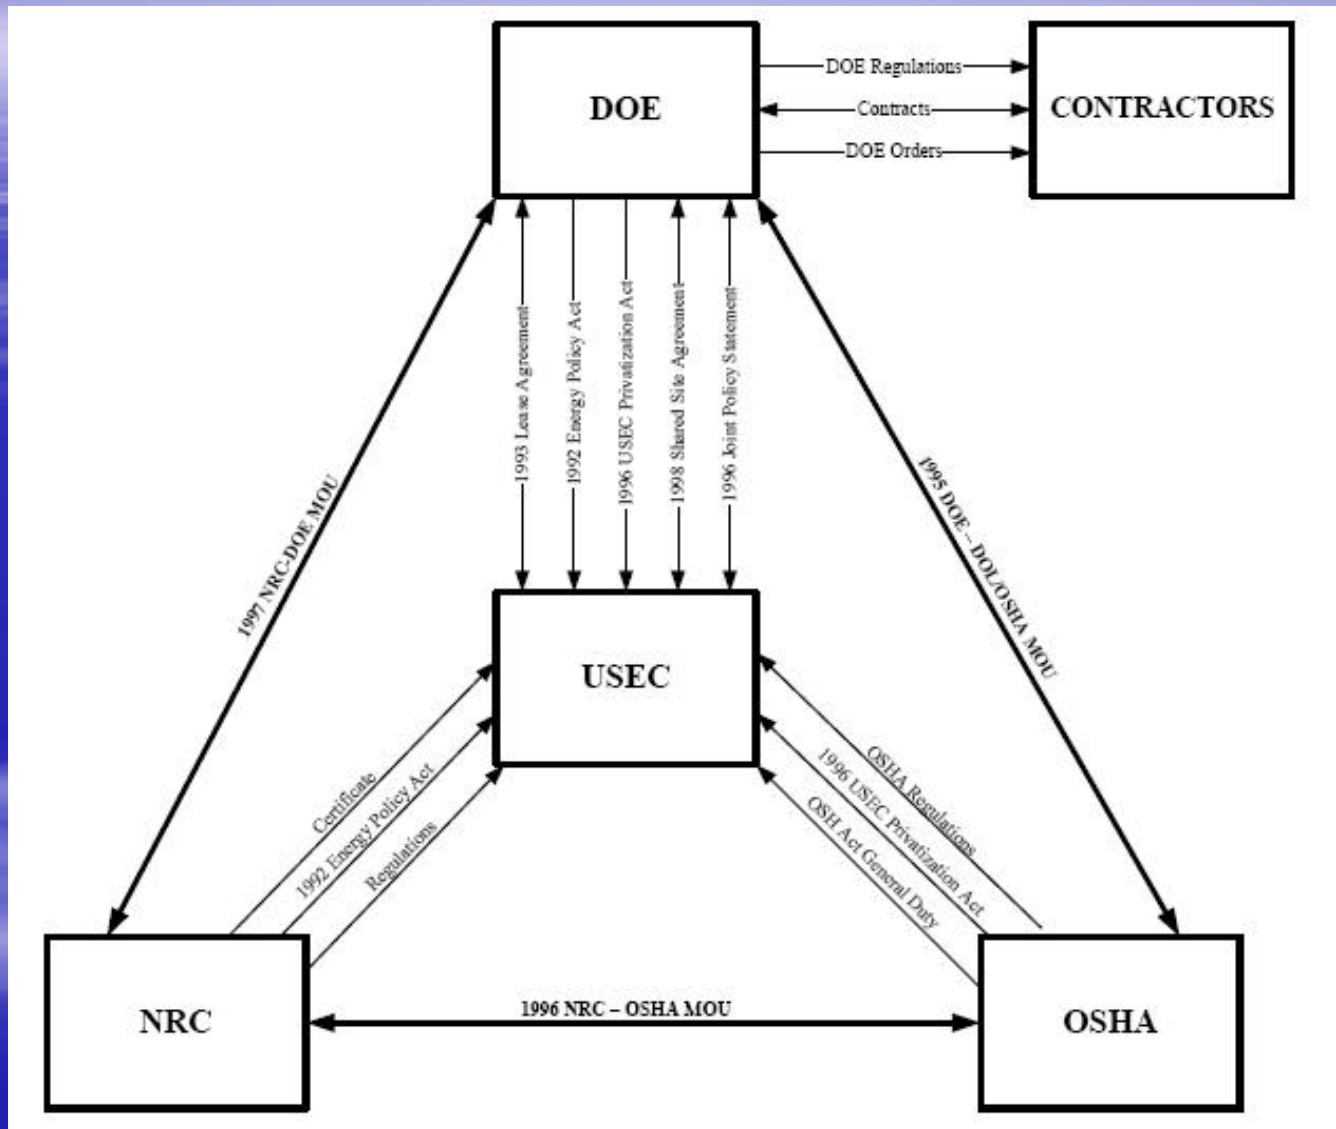 DOE
DOE Regulations
Contracts
DOE Orders
CONTRACTORS
1993 Lease Agreement
1992 Energy Policy Act
1996 USEC Privatization Act
1998 Shared Site Agreement
1996 Joint Policy Statement
1997 NRC-DOE MOU
1995 DOE – DOL/OSHA MOU
USEC
Certificate
1992 Energy Policy Act
Regulations
OSHA Regulations
1996 USEC Privatization Act
OSH Act General Duty
NRC
1996 NRC – OSHA MOU
OSHA